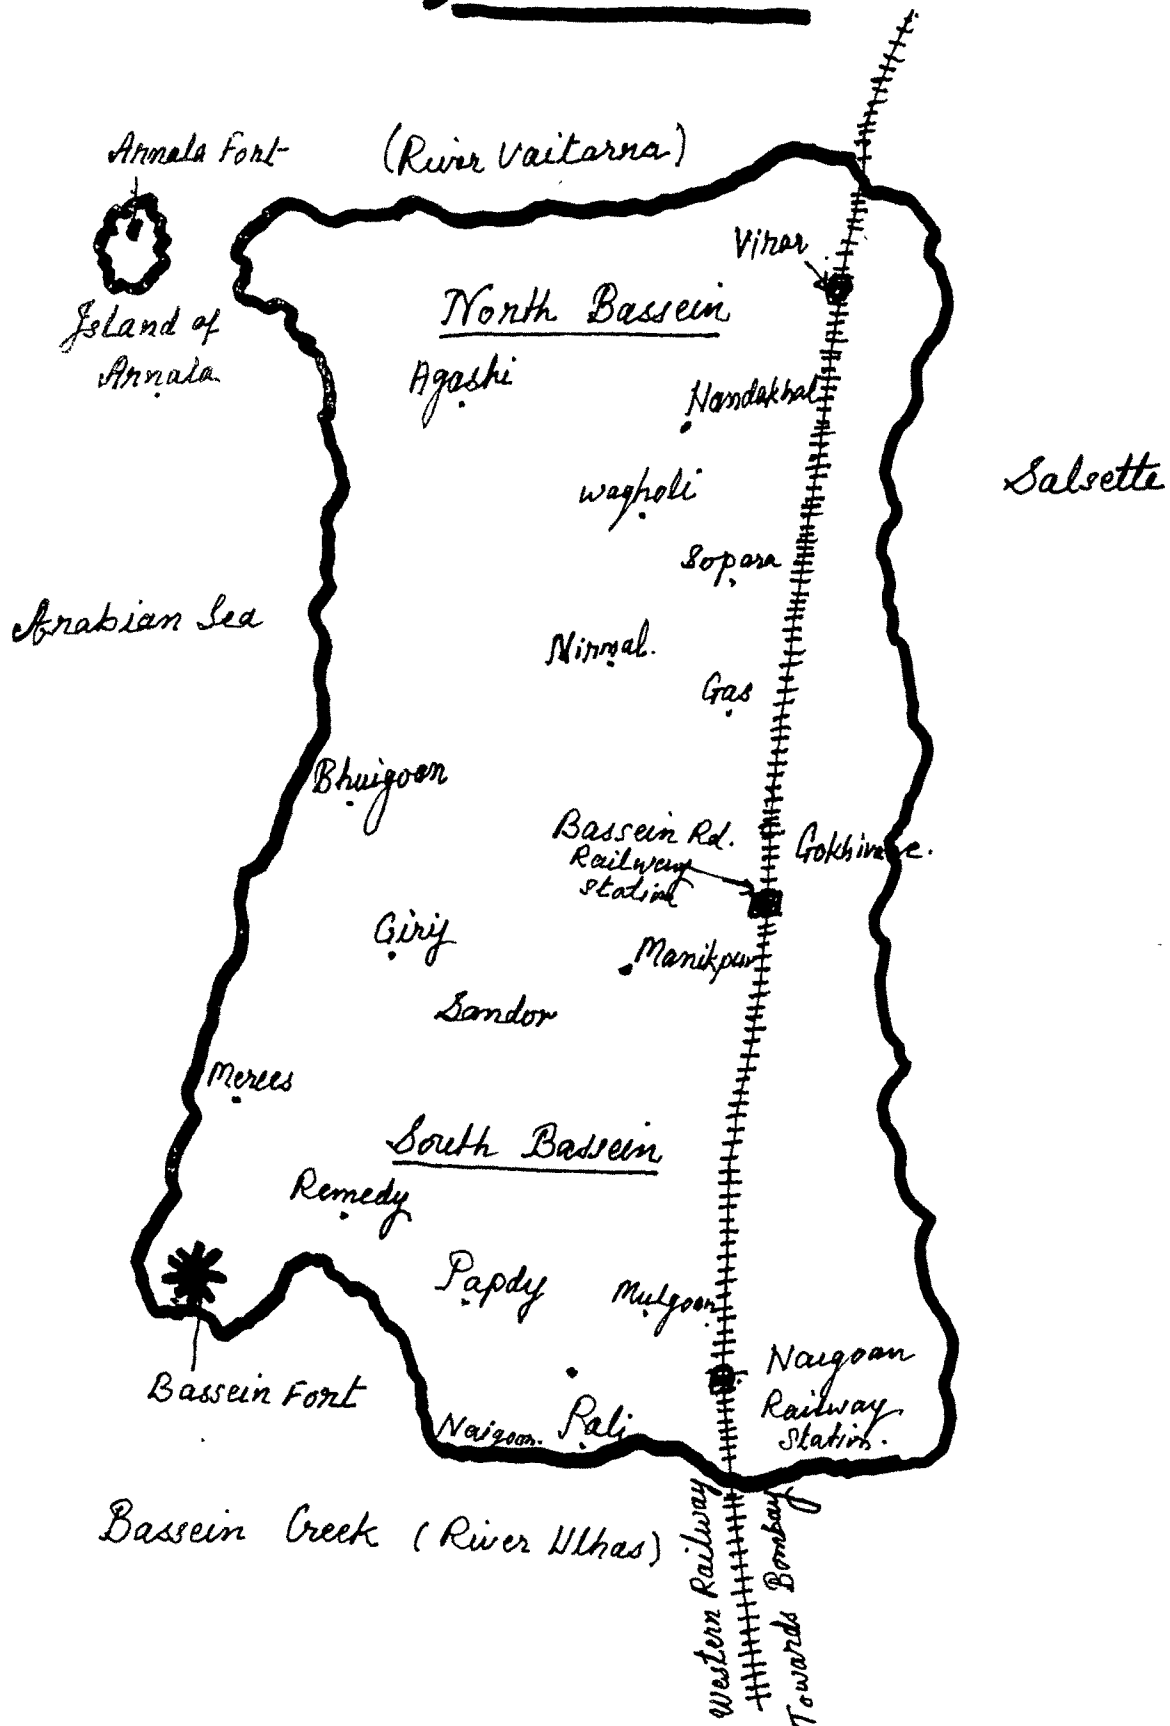 Arnala Fort
(River Vaitarna)
Virar
North Bassein
Island of
Arnala.
Agashi
Nandakhal
Wagholi
Salsette
Sopara
Arabian Sea
Nirmal.
Gas
Bhuigoan
Bassein Rd.
Railway
Station
Gokhivare.
Girij
Manikpur
Sandor
Merces
South Bassein
Remedy
Papdy
Mulgoan
Naigoan
Railway
Station.
Bassein Fort
Naigoan.
Pali
Bassein Creek (River Ulhas)
Western Railway
Towards Bombay